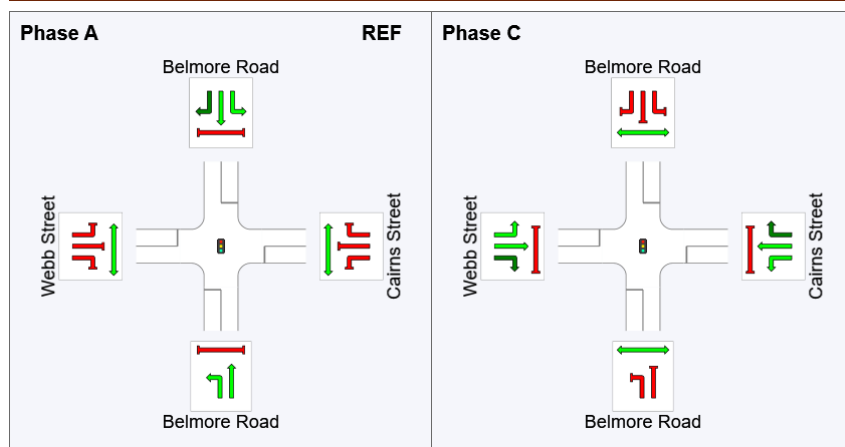 Phase A
REF
Belmore Road
Webb Street
Cairns Street
Belmore Road
Phase C
Belmore Road
Webb Street
Cairns Street
Belmore Road